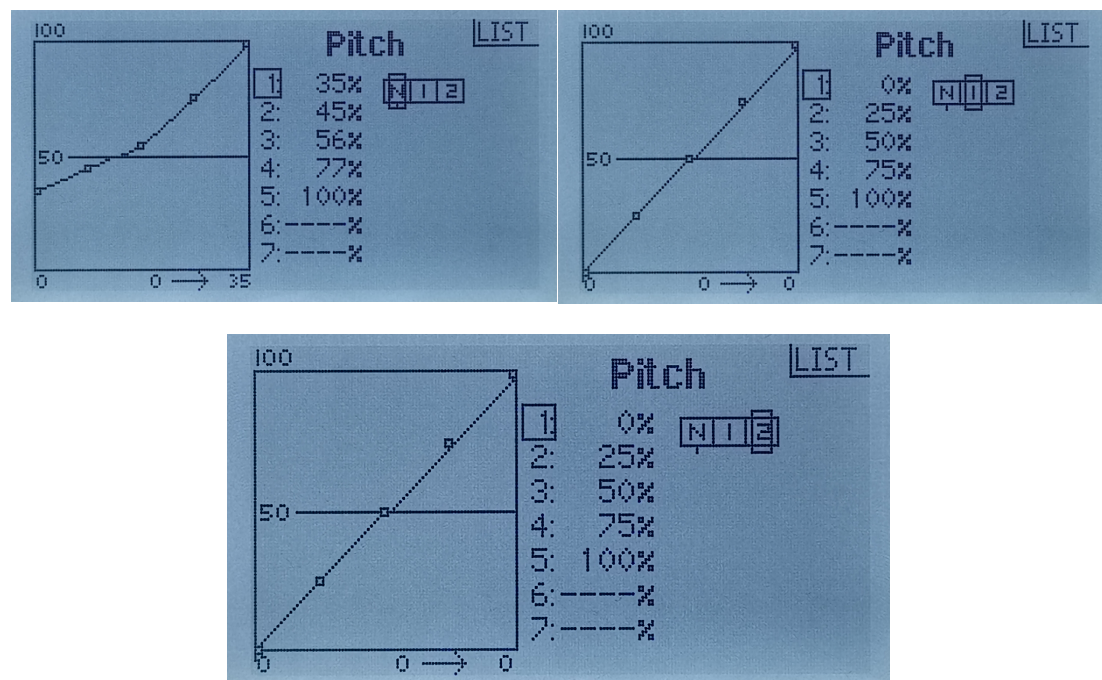 100
Pitch
LIST
1: 35%
N 1 2
2: 45%
3: 56%
50
4: 77%
5: 100%
6: ----%
7: ----%
0 0 → 35
100
Pitch
LIST
1: 0%
N 1 2
2: 25%
3: 50%
50
4: 75%
5: 100%
6: ----%
7: ----%
0 0 → 0
100
Pitch
LIST
1: 0%
N 1 2
2: 25%
3: 50%
50
4: 75%
5: 100%
6: ----%
7: ----%
0 0 → 0